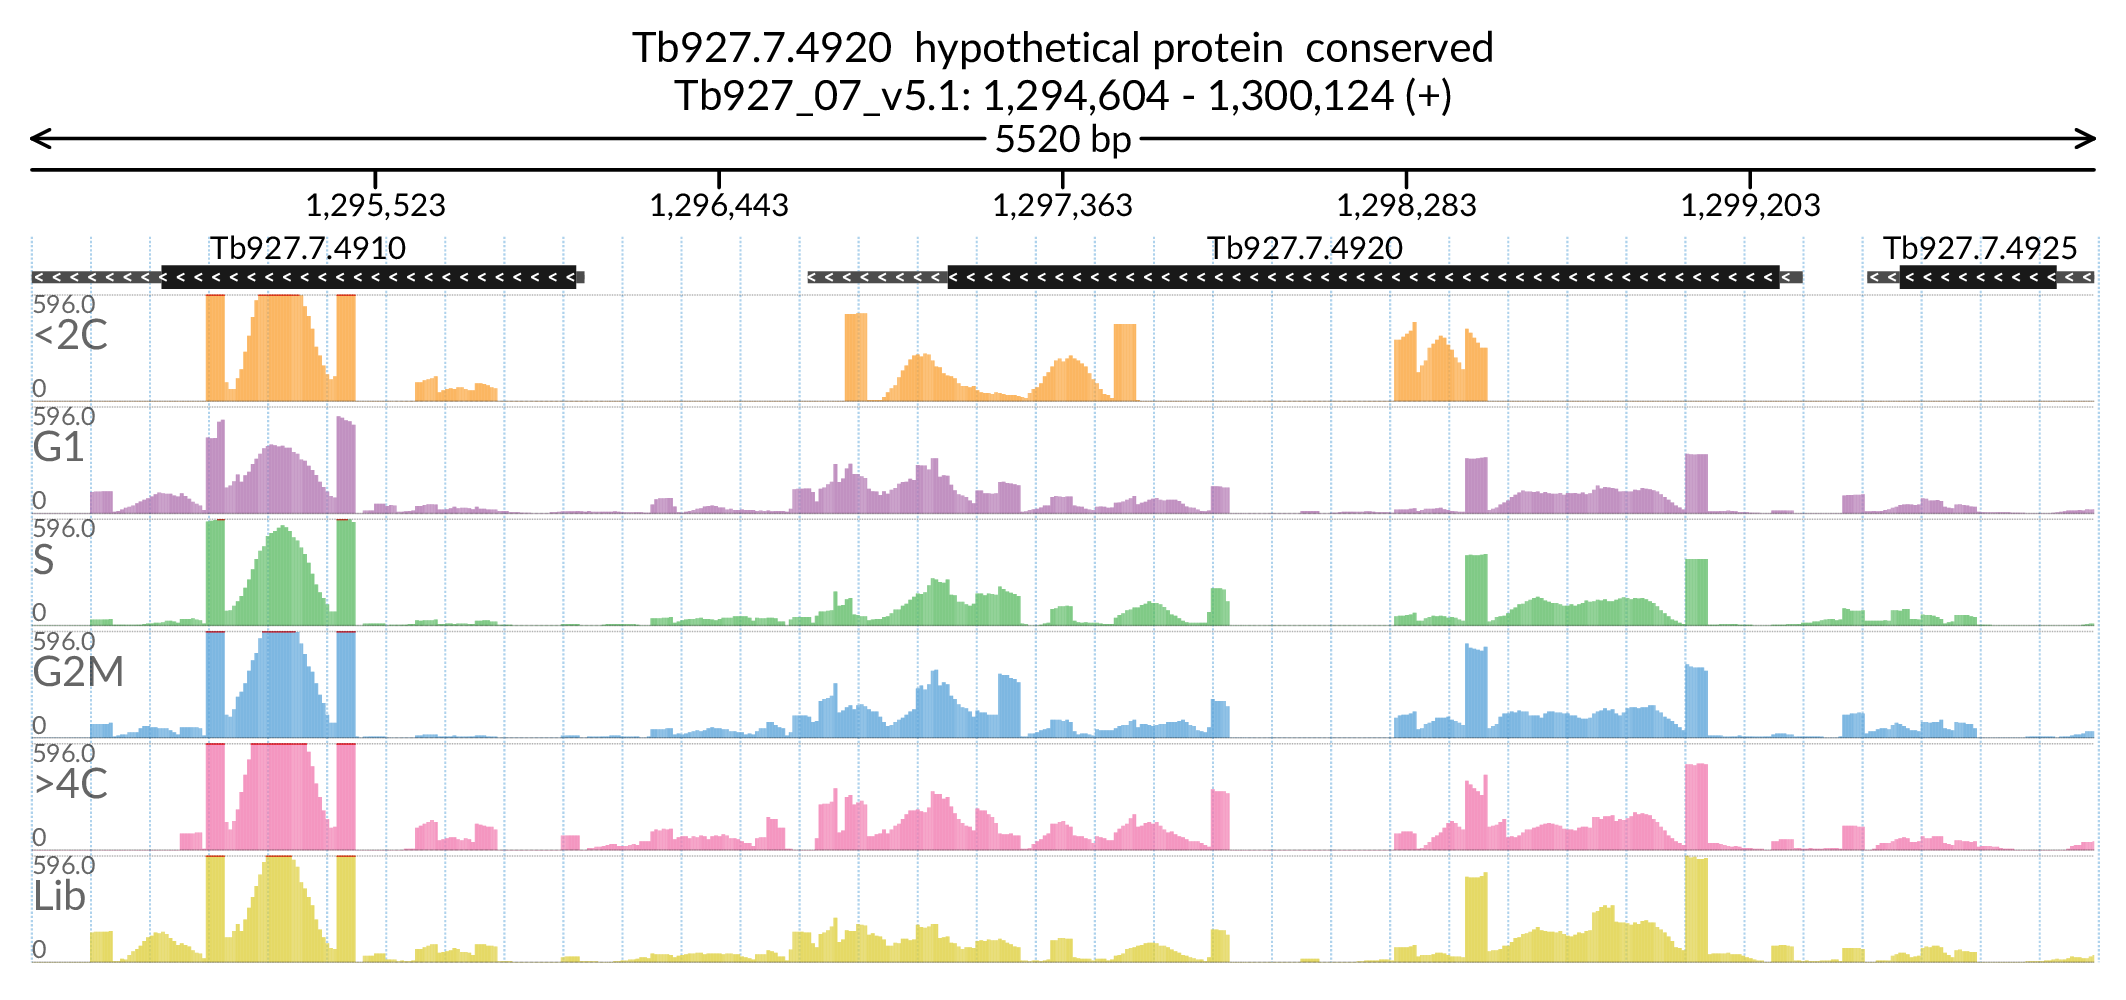 Tb927.7.4920 hypothetical protein conserved
Tb927_07_v5.1: 1,294,604 - 1,300,124 (+)
5520 bp
1,295,523 1,296,443 1,297,363 1,298,283 1,299,203
Tb927.7.4910 Tb927.7.4920 Tb927.7.4925
596.0
<2C
0
596.0
G1
0
596.0
S
0
596.0
G2M
0
596.0
>4C
0
596.0
Lib
0